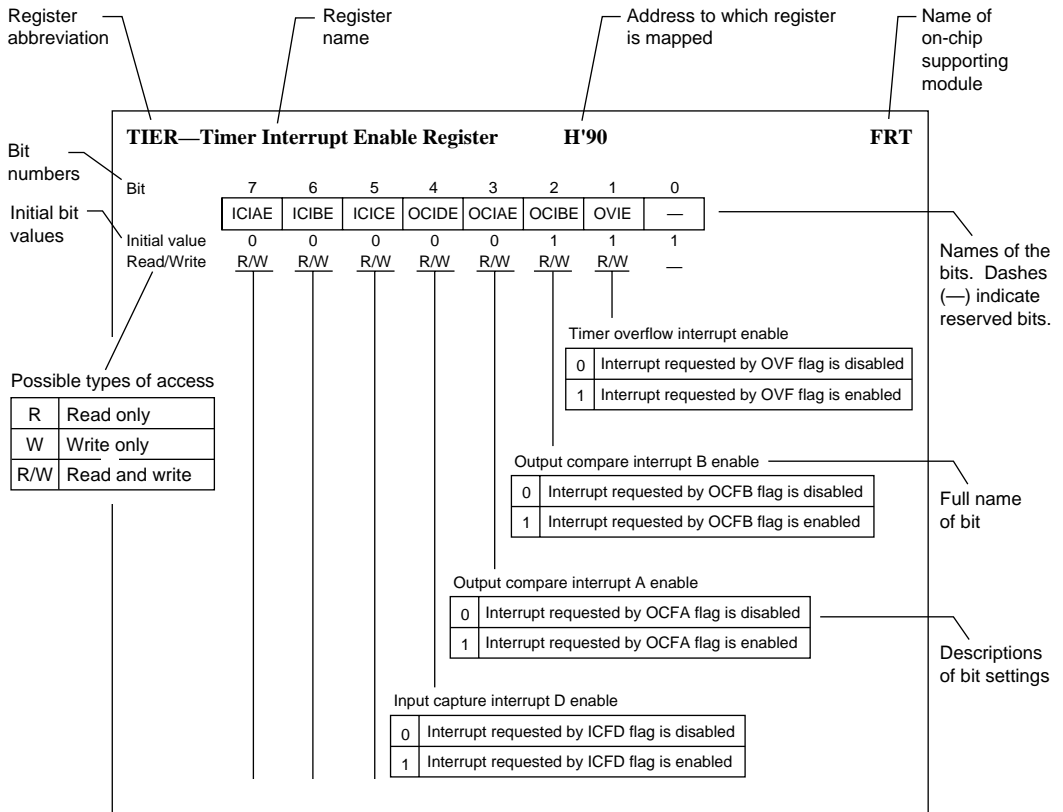 Register
abbreviation
Register
name
Address to which register
is mapped
Name of
on-chip
supporting
module
TIER—Timer Interrupt Enable Register H'90 FRT
Bit
numbers
Bit 7 6 5 4 3 2 1 0
ICIAE ICIBE ICICE OCIDE OCIAE OCIBE OVIE —
Initial bit
values
Initial value 0 0 0 0 0 1 1 1
Read/Write R/W R/W R/W R/W R/W R/W R/W —
Names of the
bits. Dashes
(—) indicate
reserved bits.
Timer overflow interrupt enable
0 Interrupt requested by OVF flag is disabled
1 Interrupt requested by OVF flag is enabled
Possible types of access
R Read only
W Write only
R/W Read and write
Output compare interrupt B enable
0 Interrupt requested by OCFB flag is disabled
1 Interrupt requested by OCFB flag is enabled
Full name
of bit
Output compare interrupt A enable
0 Interrupt requested by OCFA flag is disabled
1 Interrupt requested by OCFA flag is enabled
Descriptions
of bit settings
Input capture interrupt D enable
0 Interrupt requested by ICFD flag is disabled
1 Interrupt requested by ICFD flag is enabled